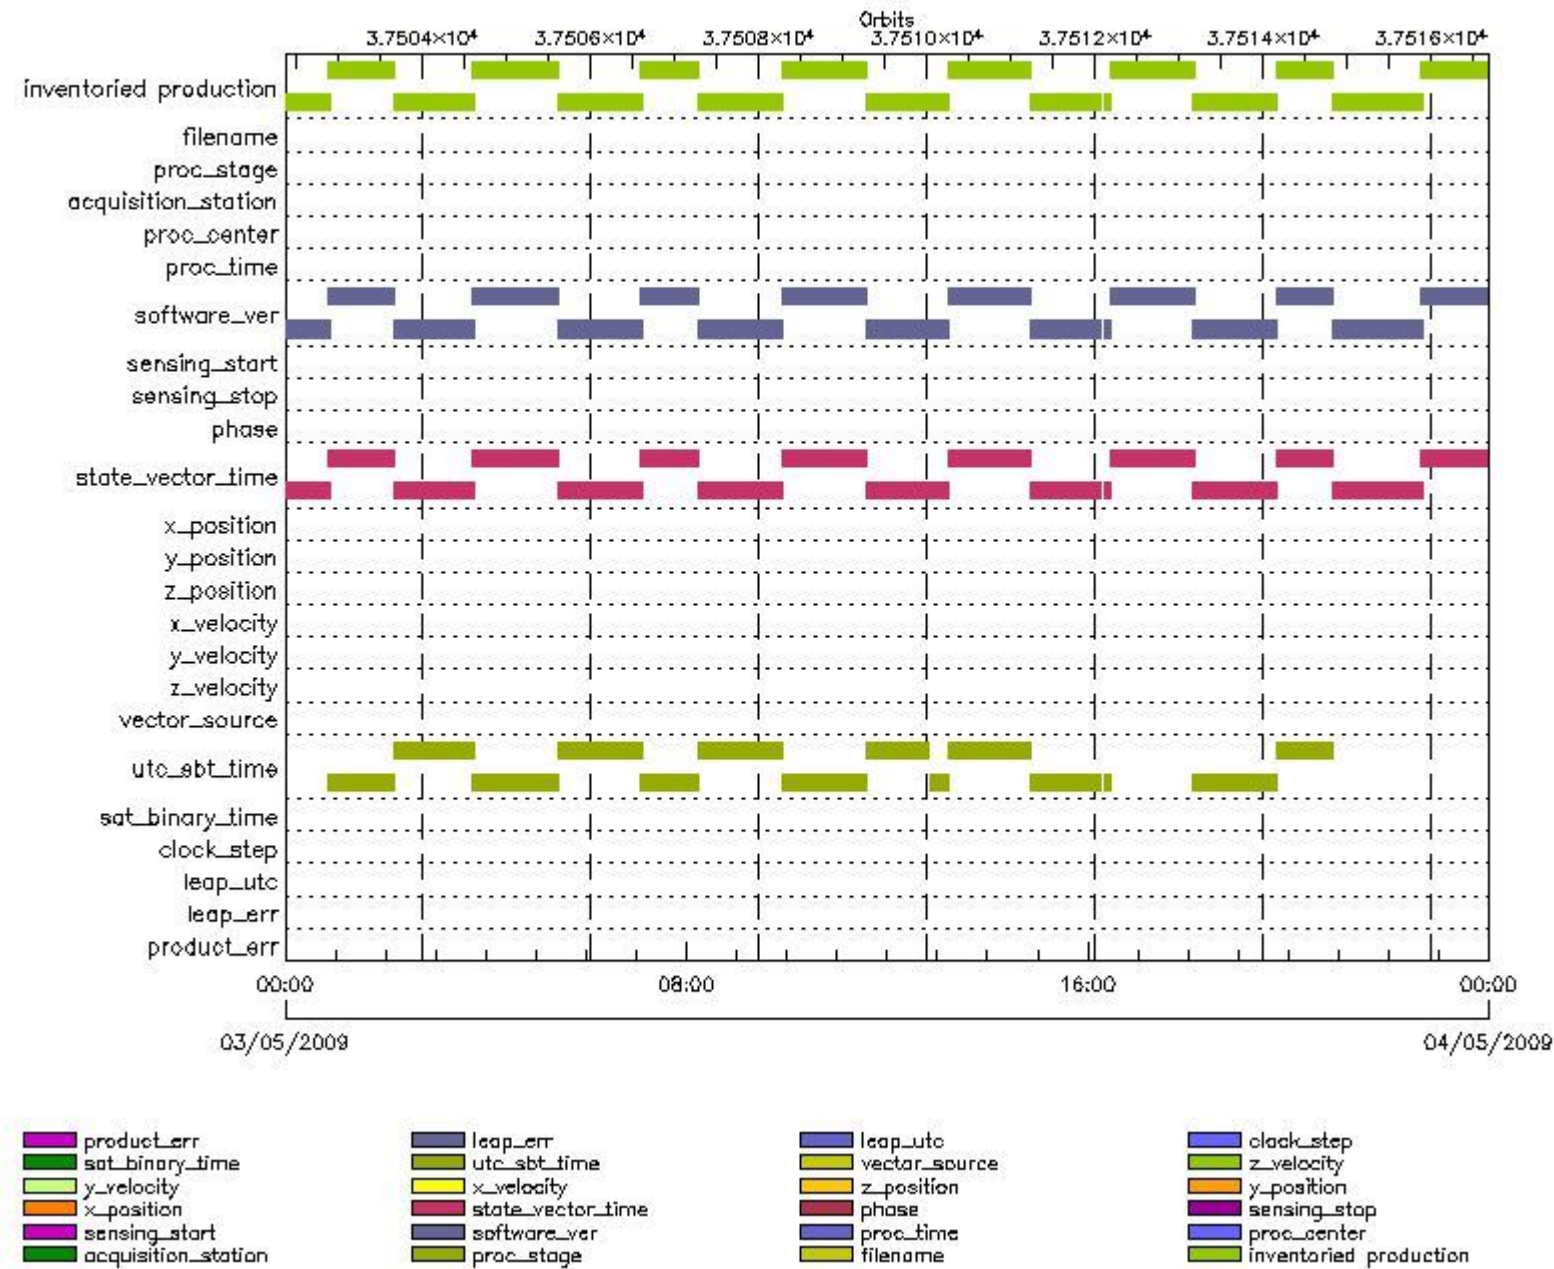 Orbits
3.7504×10⁴ 3.7506×10⁴ 3.7508×10⁴ 3.7510×10⁴ 3.7512×10⁴ 3.7514×10⁴ 3.7516×10⁴
inventoried production
filename
proc_stage
acquisition_station
proc_center
proc_time
software_ver
sensing_start
sensing_stop
phase
state_vector_time
x_position
y_position
z_position
x_velocity
y_velocity
z_velocity
vector_source
utc_sbt_time
sat_binary_time
clock_step
leap_utc
leap_err
product_err
00:00 08:00 16:00 00:00
03/05/2009 04/05/2009
product_err leap_err leap_utc clock_step
sat_binary_time utc_sbt_time vector_source z_velocity
y_velocity x_velocity z_position y_position
x_position state_vector_time phase sensing_stop
sensing_start software_ver proc_time proc_center
acquisition_station proc_stage filename inventoried production